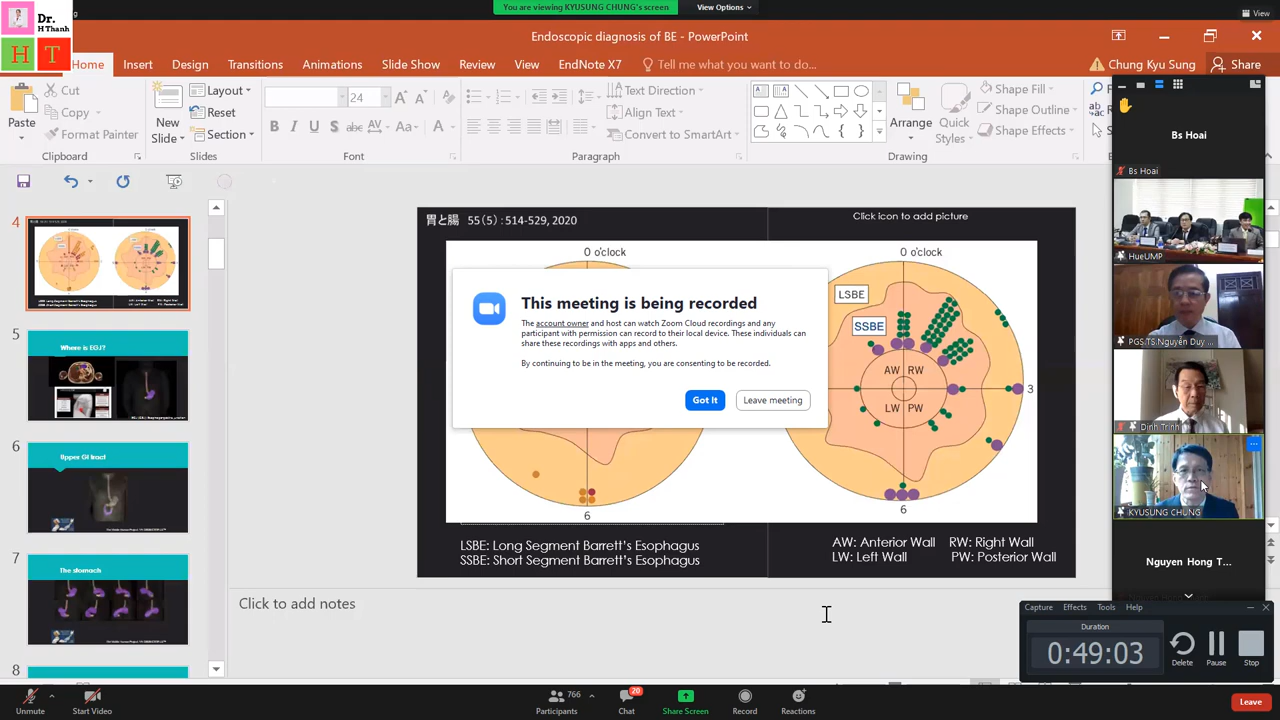 Dr.
H Thanh
H T
You are viewing KYUSUNG CHUNG's screen
View Options
View
Endoscopic diagnosis of BE - PowerPoint
Home Insert Design Transitions Animations Slide Show Review View EndNote X7 Tell me what you want to do...
Chung Kyu Sung
Share
Paste
Cut
Copy
Format Painter
Clipboard
New Slide
Layout
Reset
Section
Slides
24
Font
Text Direction
Align Text
Convert to SmartArt
Paragraph
Arrange
Quick Styles
Shape Fill
Shape Outline
Shape Effects
Drawing
4
5
Where is EGJ?
6
Upper GI tract
7
The stomach
8
胃と腸 55(5) : 514-529, 2020
Click icon to add picture
0 o'clock
0 o'clock
LSBE
SSBE
AW RW
LW PW
3
6
6
LSBE: Long Segment Barrett's Esophagus
SSBE: Short Segment Barrett's Esophagus
AW: Anterior Wall RW: Right Wall
LW: Left Wall PW: Posterior Wall
This meeting is being recorded
The account owner and host can watch Zoom Cloud recordings and any
participant with permission can record to their local device. These individuals can
share these recordings with apps and others.
By continuing to be in the meeting, you are consenting to be recorded.
Got It
Leave meeting
Click to add notes
Bs Hoai
Bs Hoai
HueUMP
PGS.TS.Nguyễn Duy ...
Dinh Trinh
KYUSUNG CHUNG
Nguyen Hong T...
Capture Effects Tools Help
Duration
0:49:03
Delete
Pause
Stop
Unmute
Start Video
766
Participants
20
Chat
Share Screen
Record
Reactions
Leave